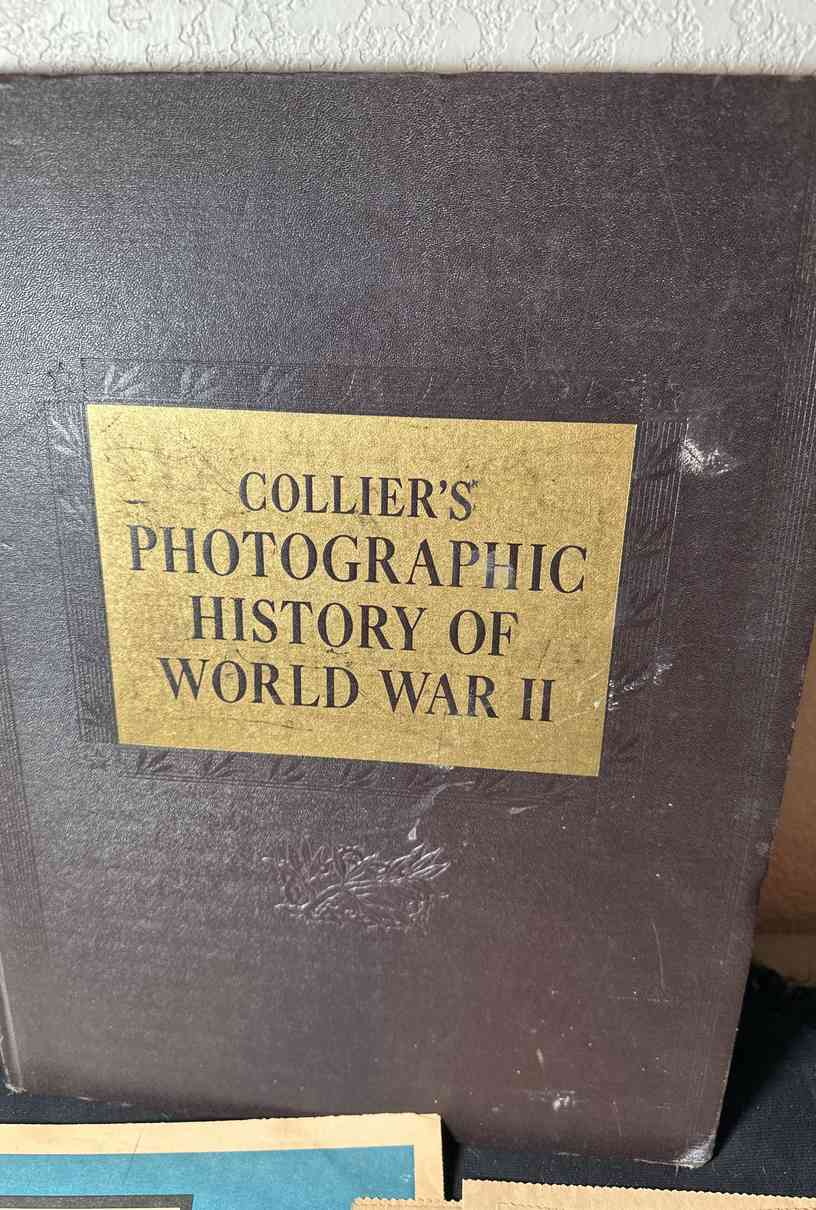 COLLIER'S
PHOTOGRAPHIC
HISTORY OF
WORLD WAR II